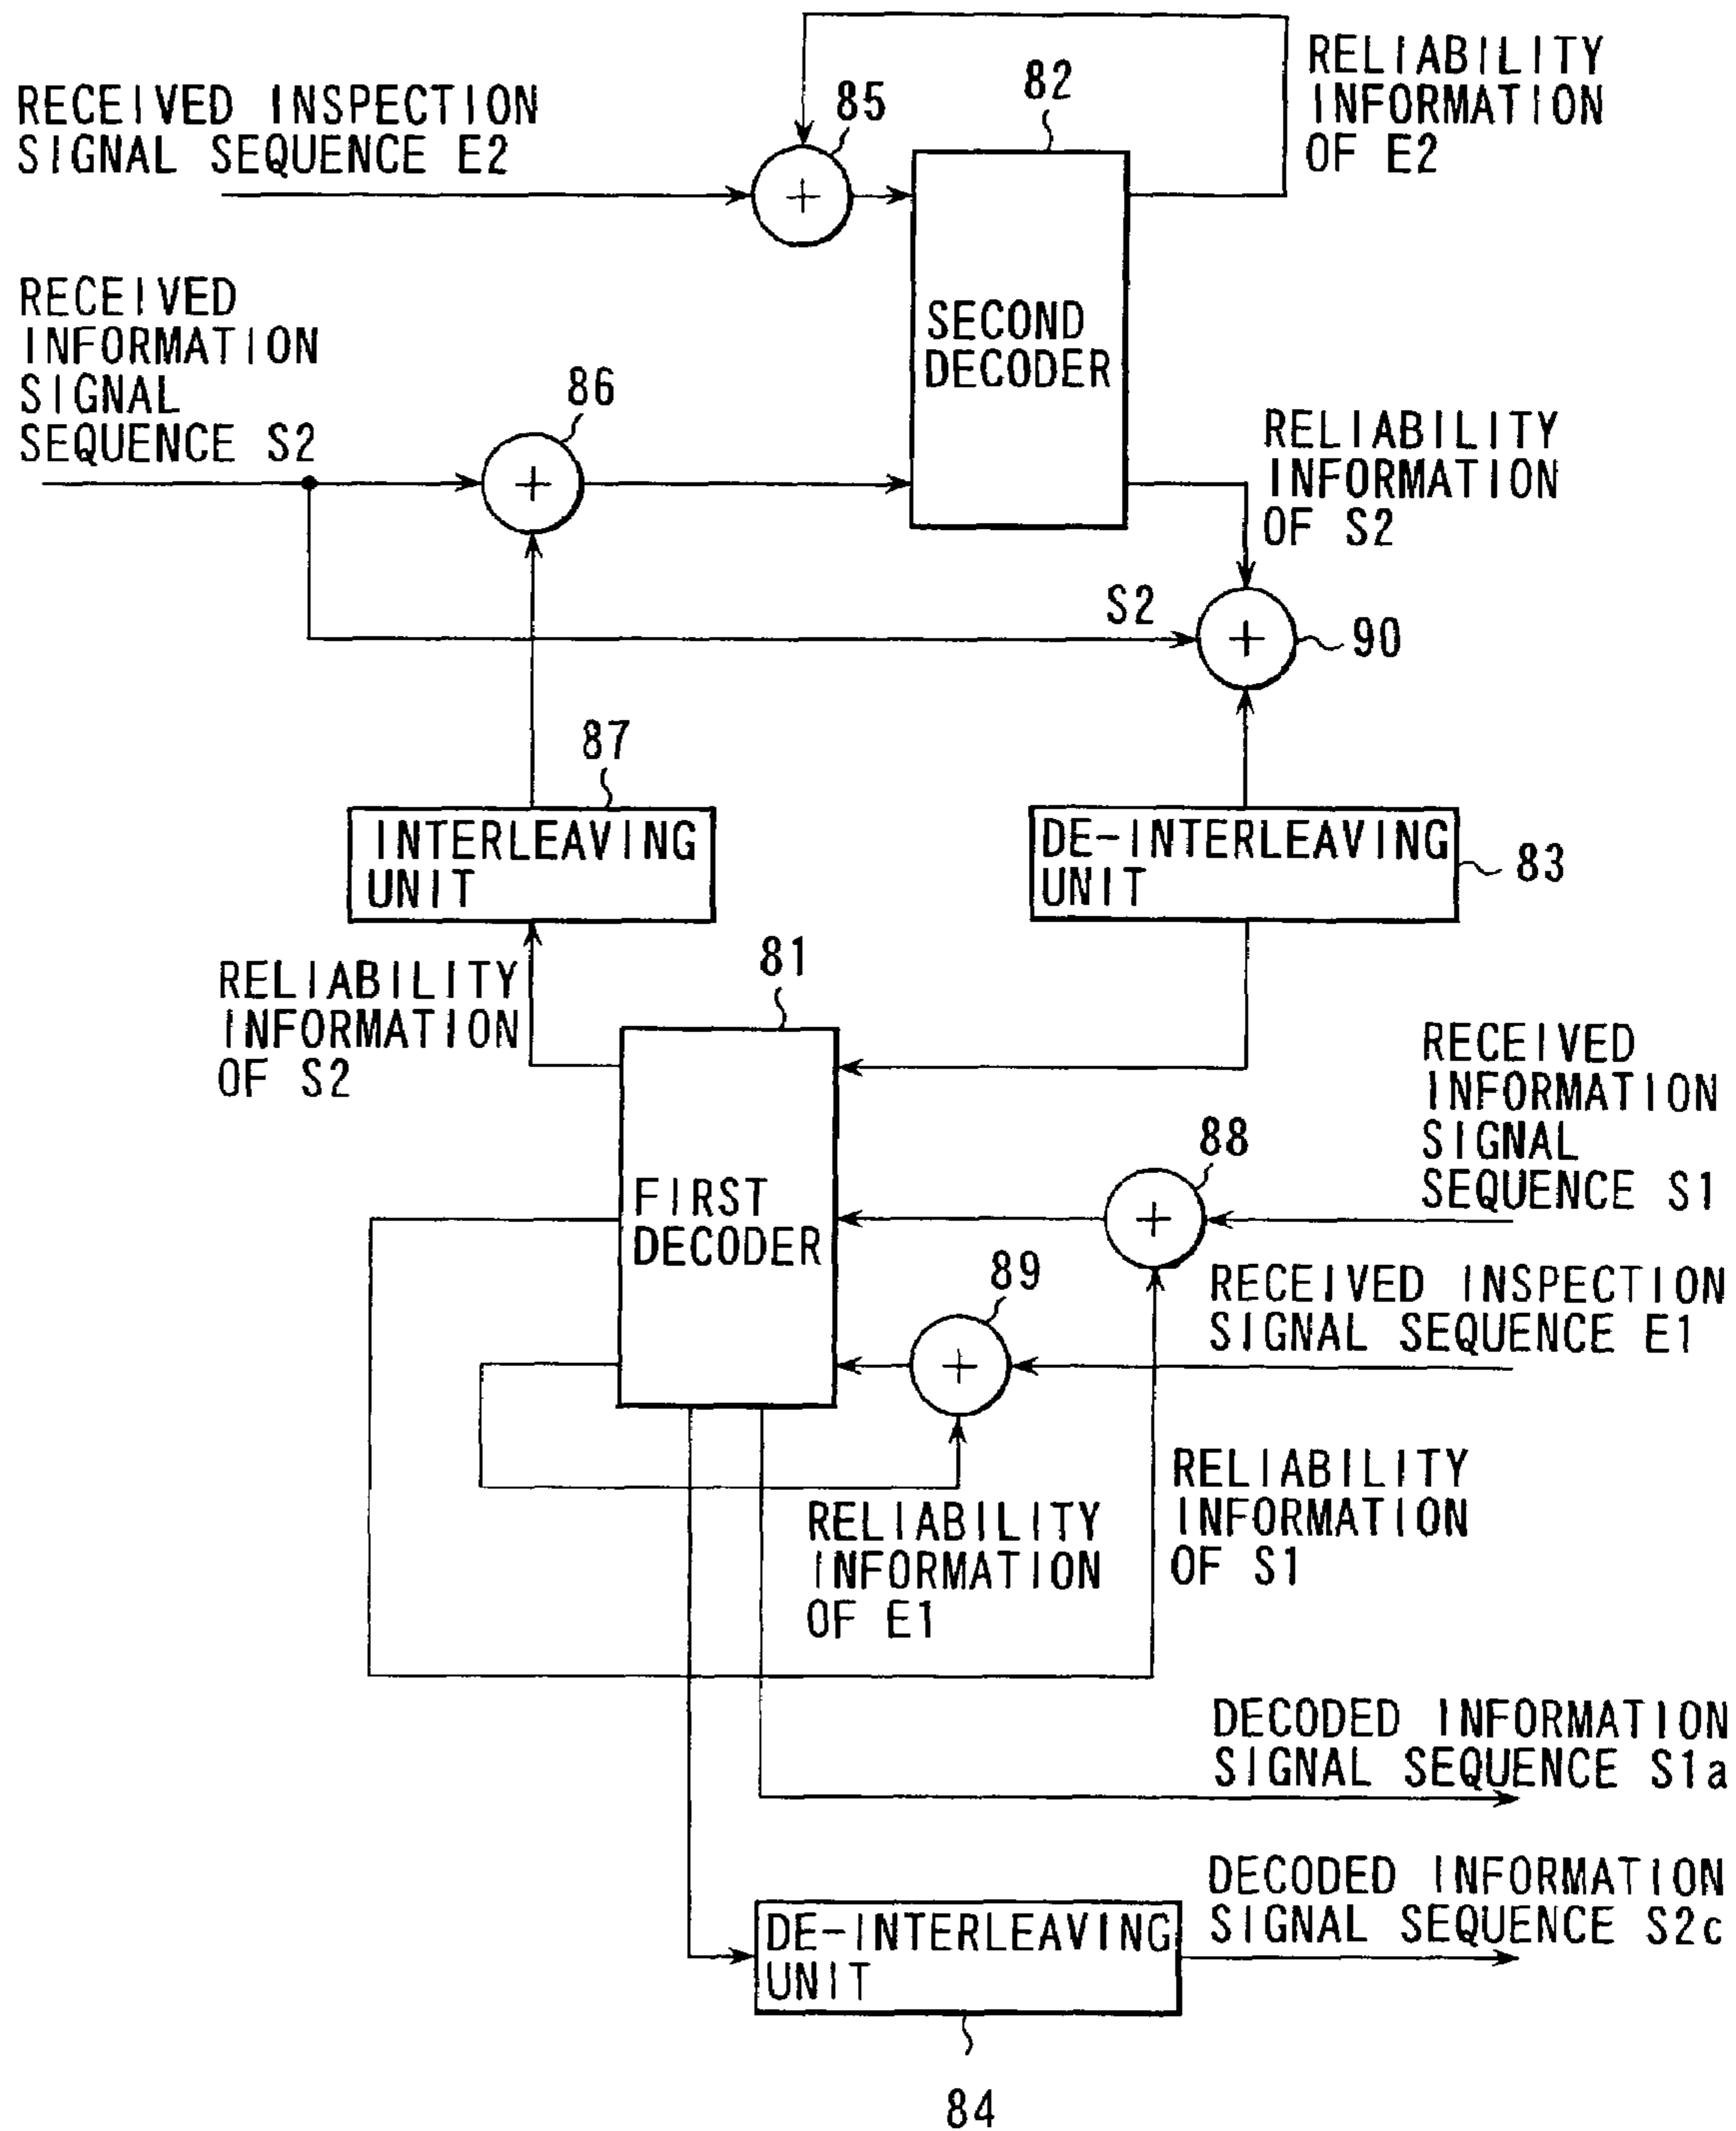 RELIABILITY
INFORMATION
OF E2
82
85
RECEIVED INSPECTION
SIGNAL SEQUENCE E2
+
RECEIVED
INFORMATION
SIGNAL
SEQUENCE S2
SECOND
DECODER
86
+
RELIABILITY
INFORMATION
OF S2
S2
+
90
87
INTERLEAVING
UNIT
DE-INTERLEAVING
UNIT
83
81
RELIABILITY
INFORMATION
OF S2
RECEIVED
INFORMATION
SIGNAL
SEQUENCE S1
88
+
FIRST
DECODER
89
+
RECEIVED INSPECTION
SIGNAL SEQUENCE E1
RELIABILITY
INFORMATION
OF S1
RELIABILITY
INFORMATION
OF E1
DECODED INFORMATION
SIGNAL SEQUENCE S1a
DECODED INFORMATION
SIGNAL SEQUENCE S2c
DE-INTERLEAVING
UNIT
84